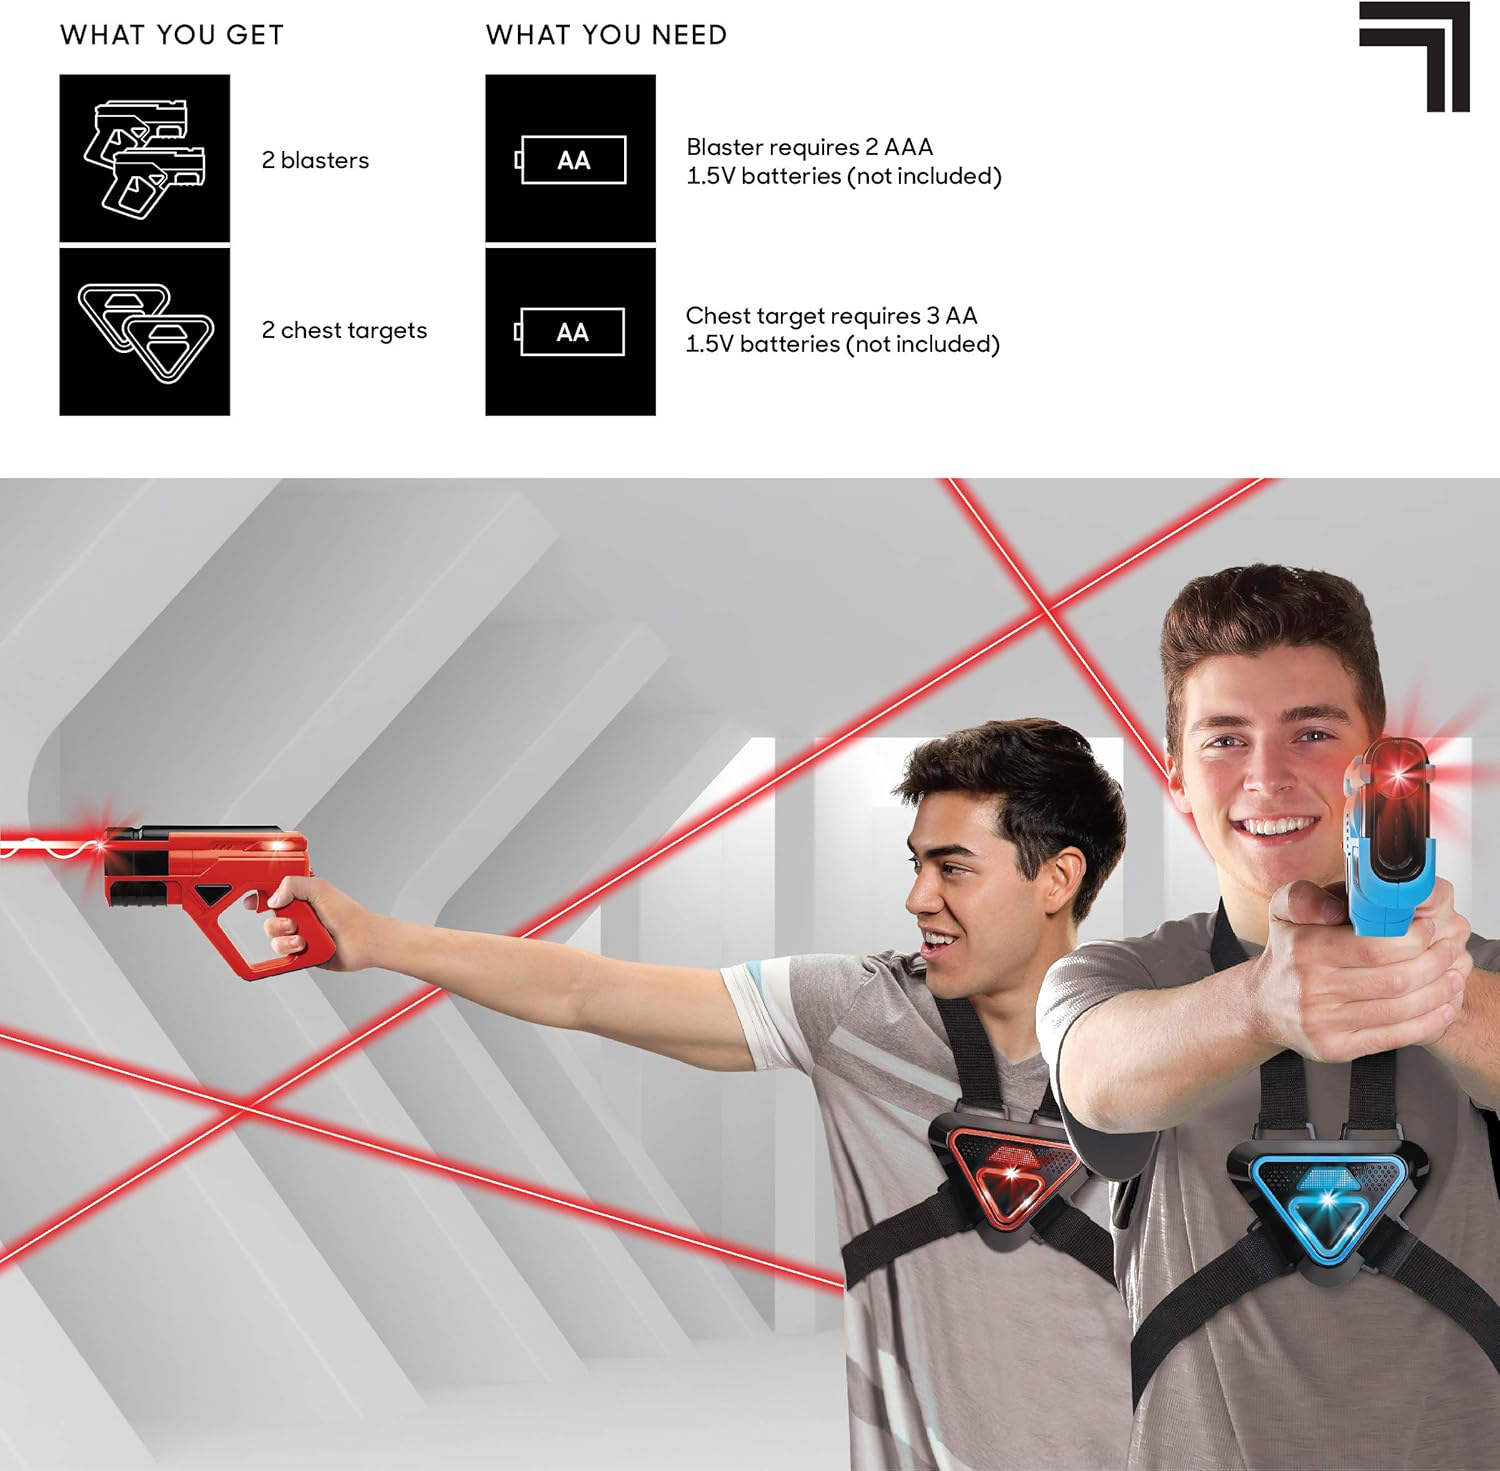 WHAT YOU GET
2 blasters
2 chest targets
WHAT YOU NEED
AA
Blaster requires 2 AAA
1.5V batteries (not included)
AA
Chest target requires 3 AA
1.5V batteries (not included)